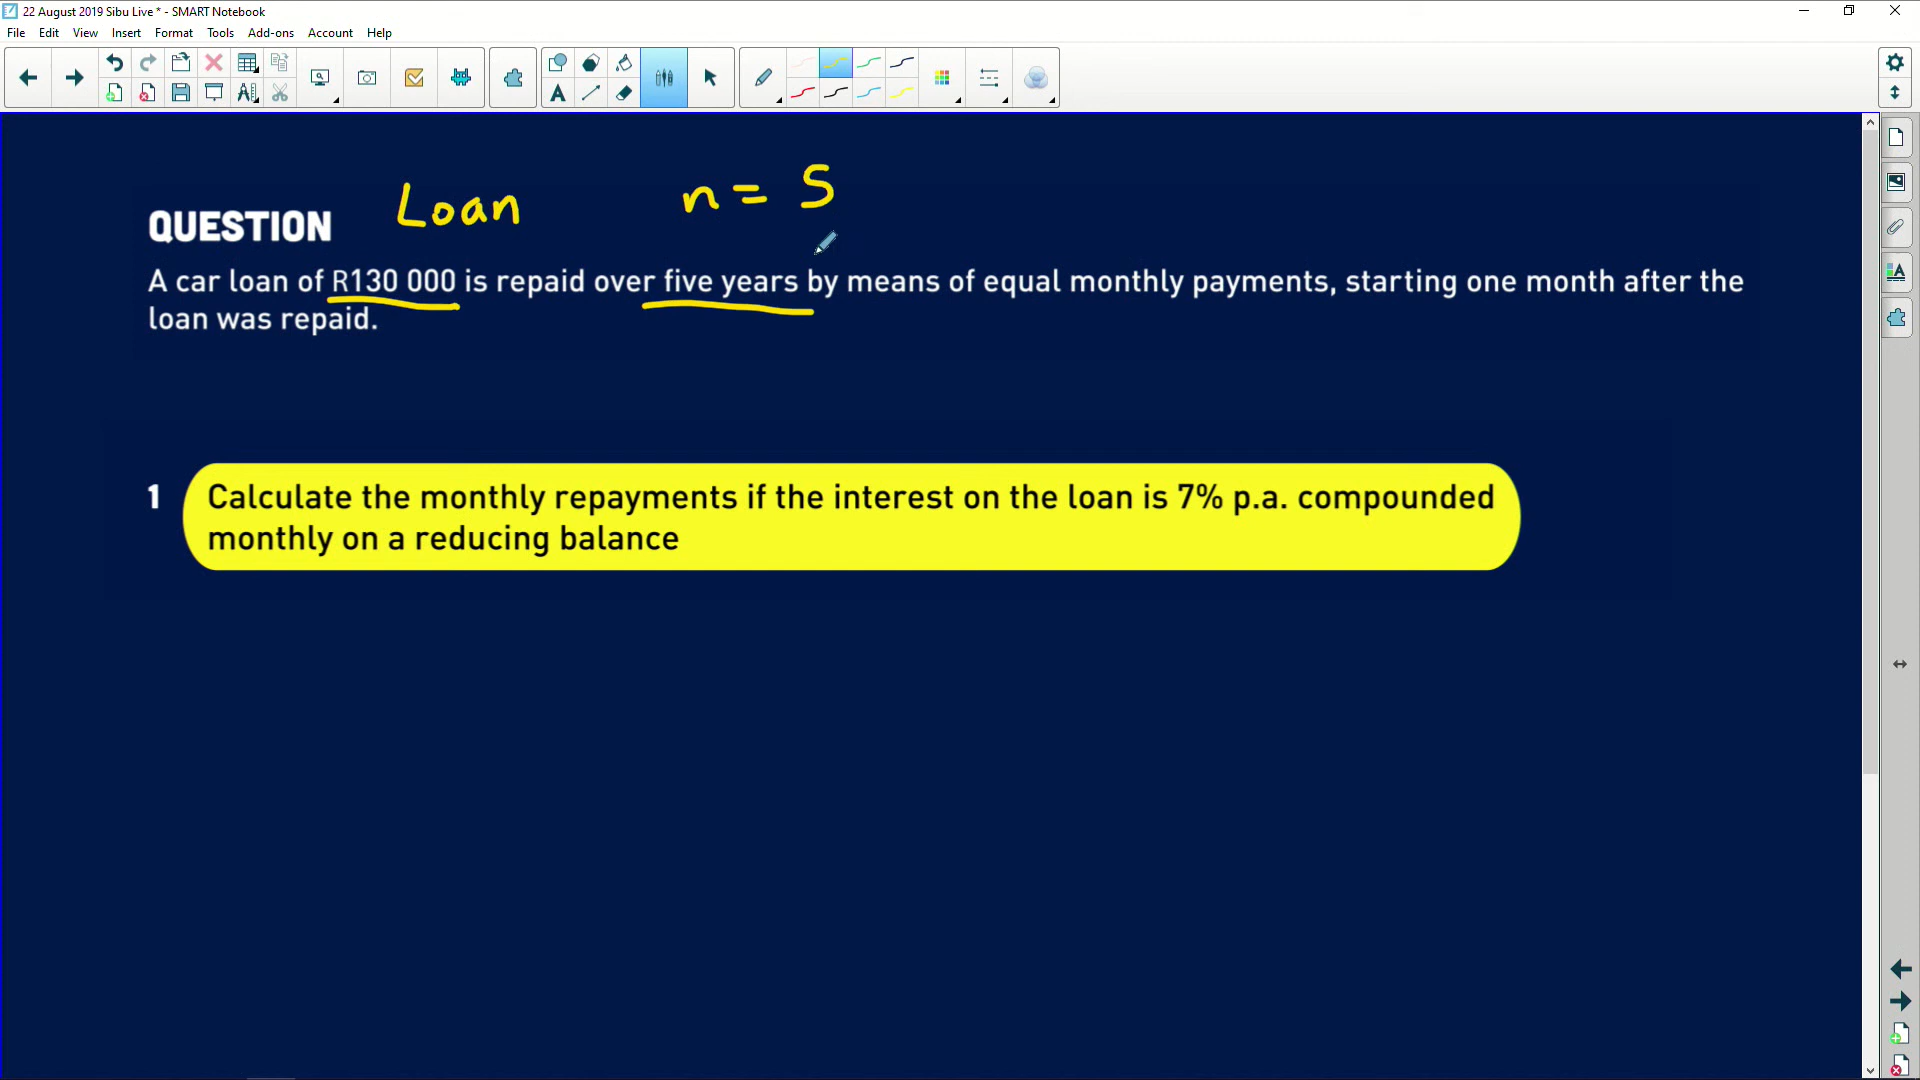 22 August 2019 Sibu Live * - SMART Notebook
File Edit View Insert Format Tools Add-ons Account Help
Loan n = 5
QUESTION
A car loan of R130 000 is repaid over five years by means of equal monthly payments, starting one month after the
loan was repaid.
1 Calculate the monthly repayments if the interest on the loan is 7% p.a. compounded
monthly on a reducing balance